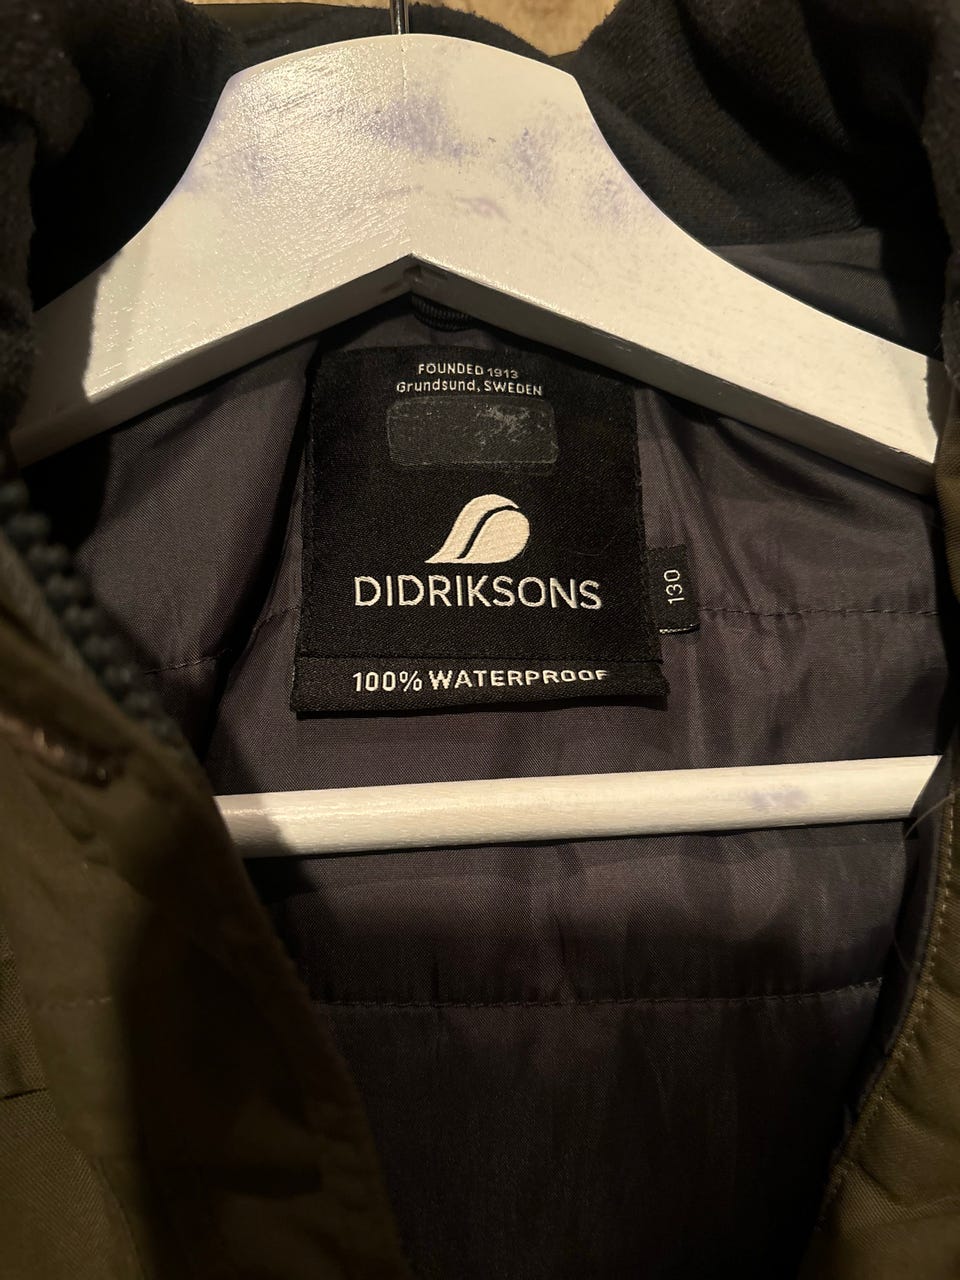 FOUNDED 1913
Grundsund, SWEDEN
DIDRIKSONS
130
100% WATERPROOF